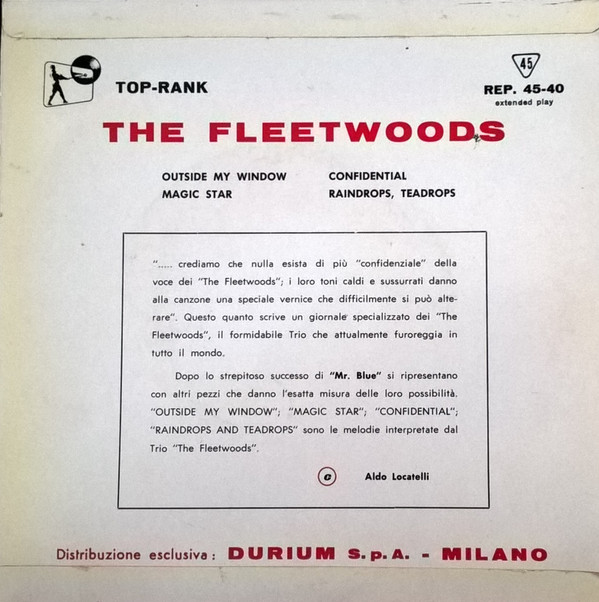 TOP-RANK
45
REP. 45-40
extended play
THE FLEETWOODS
OUTSIDE MY WINDOW CONFIDENTIAL
MAGIC STAR RAINDROPS, TEADROPS
"..... crediamo che nulla esista di più "confidenziale" della
voce dei "The Fleetwoods"; i loro toni caldi e sussurrati danno
alla canzone una speciale vernice che difficilmente si può alte-
rare". Questo quanto scrive un giornale specializzato dei "The
Fleetwoods", il formidabile Trio che attualmente furoreggia in
tutto il mondo.
Dopo lo strepitoso successo di "Mr. Blue" si ripresentano
con altri pezzi che danno l'esatta misura delle loro possibilità.
"OUTSIDE MY WINDOW"; "MAGIC STAR"; "CONFIDENTIAL";
"RAINDROPS AND TEADROPS" sono le melodie interpretate dal
Trio "The Fleetwoods".
c Aldo Locatelli
Distribuzione esclusiva : DURIUM S.p.A. - MILANO